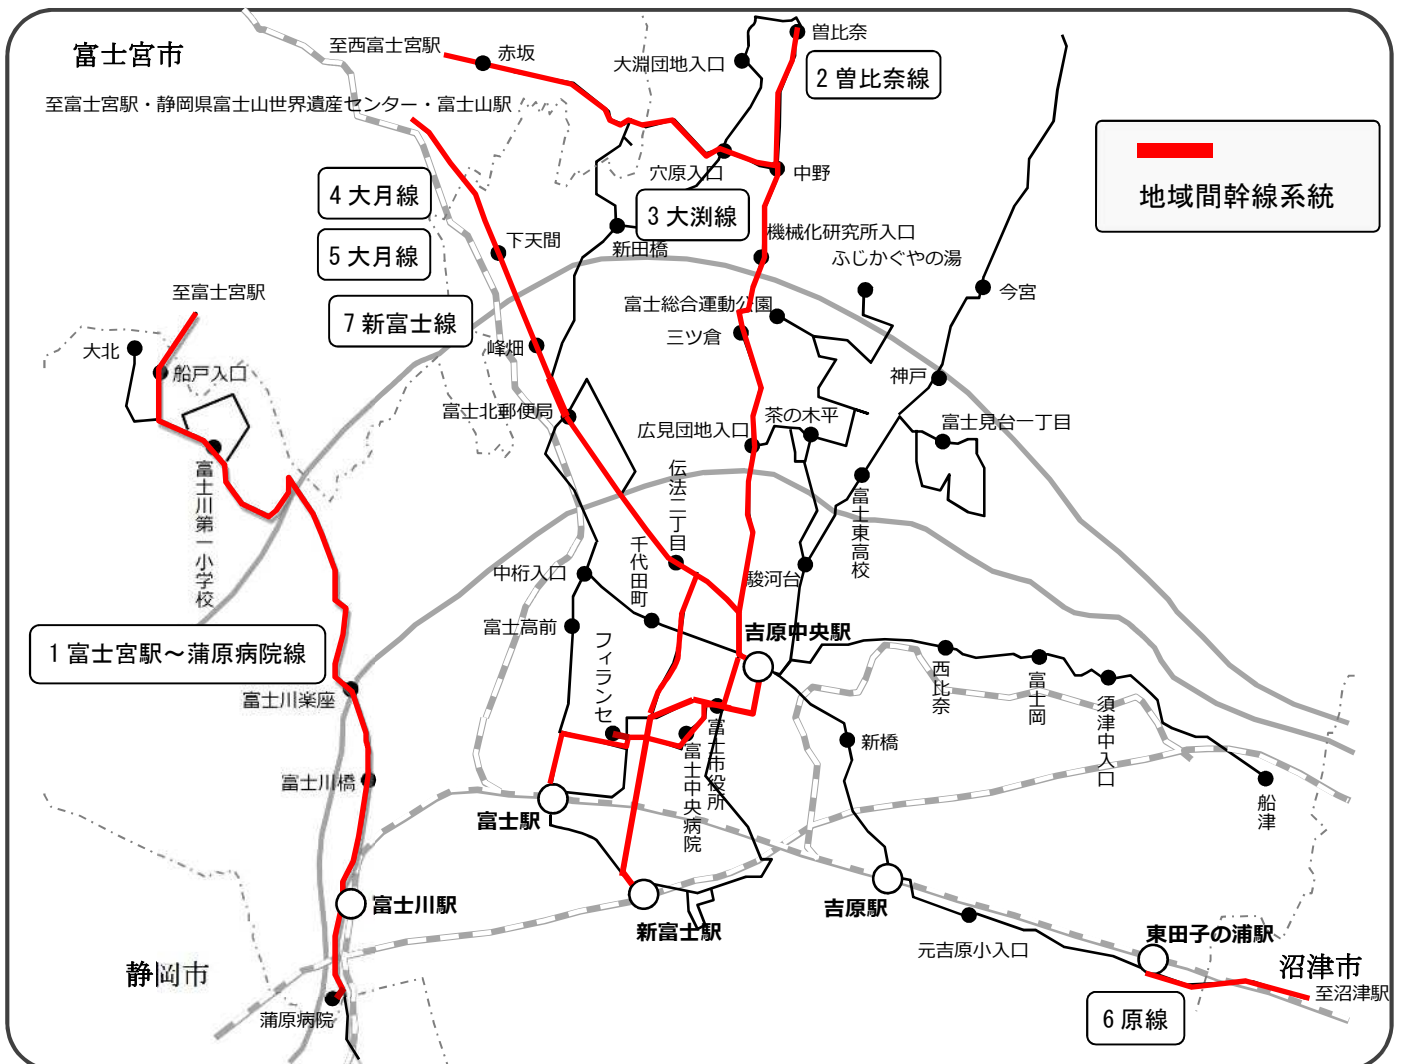 富士宮市
至西富士宮駅
赤坂
曽比奈
大淵団地入口
2 曽比奈線
至富士宮駅・静岡県富士山世界遺産センター・富士山駅
地域間幹線系統
穴原入口
中野
4 大月線
3 大渕線
新田橋
機械化研究所入口
下天間
5 大月線
ふじかぐやの湯
今宮
至富士宮駅
7 新富士線
富士総合運動公園
三ツ倉
大北
船戸入口
峰畑
神戸
富士北郵便局
広見団地入口
茶の木平
富士見台一丁目
富士川第一小学校
伝法二丁目
富士東高校
千代田町
中桁入口
駿河台
富士高前
フィランセ
吉原中央駅
1 富士宮駅～蒲原病院線
富士川楽座
西比奈
富士岡
須津中入口
富士市役所
富士中央病院
新橋
富士川橋
船津
富士駅
富士川駅
新富士駅
吉原駅
元吉原小入口
東田子の浦駅
静岡市
沼津市
至沼津駅
蒲原病院
6 原線